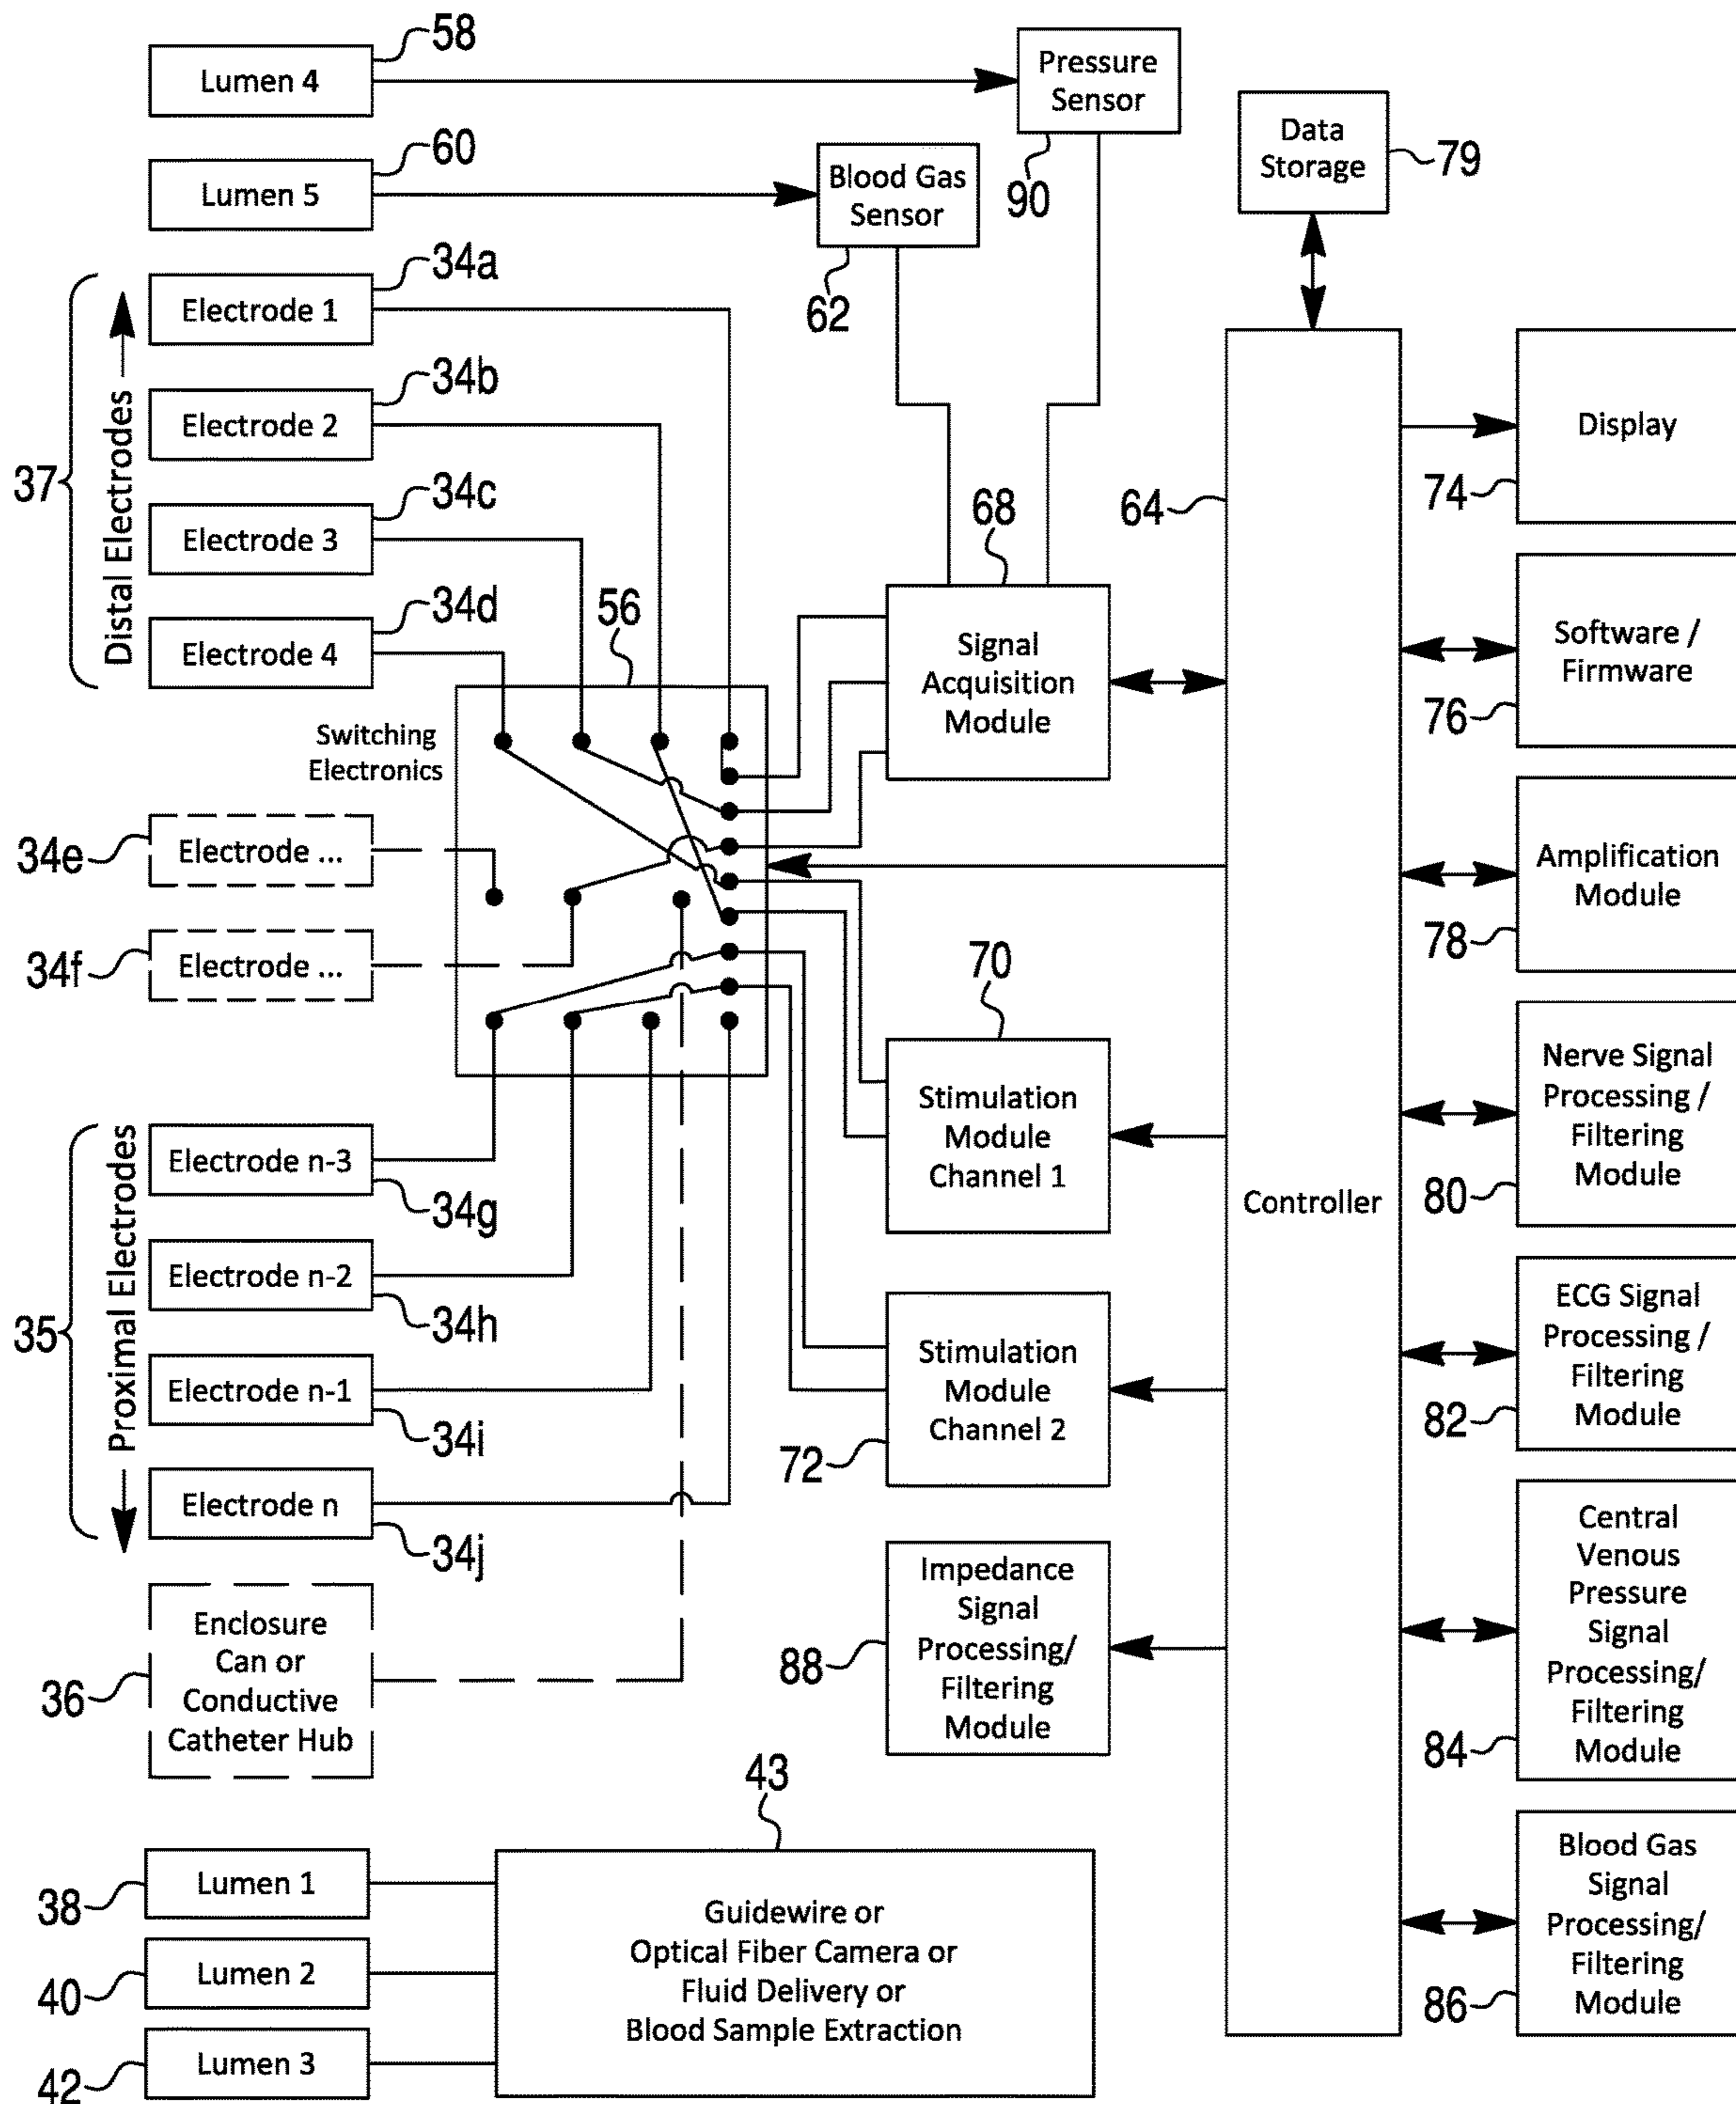 58
Lumen 4
Pressure
Sensor
90
Data
Storage
79
60
Lumen 5
Blood Gas
Sensor
62
37
Distal Electrodes
34a
Electrode 1
34b
Electrode 2
34c
Electrode 3
34d
Electrode 4
56
Switching
Electronics
34e
Electrode ...
34f
Electrode ...
68
Signal
Acquisition
Module
64
Controller
Display
74
Software /
Firmware
76
Amplification
Module
78
70
Stimulation
Module
Channel 1
Nerve Signal
Processing /
Filtering
Module
80
35
Proximal Electrodes
Electrode n-3
34g
Electrode n-2
34h
Electrode n-1
34i
Electrode n
34j
Stimulation
Module
Channel 2
72
ECG Signal
Processing /
Filtering
Module
82
Enclosure
Can or
Conductive
Catheter Hub
36
Impedance
Signal
Processing/
Filtering
Module
88
Central
Venous
Pressure
Signal
Processing/
Filtering
Module
84
43
Lumen 1
38
Lumen 2
40
Lumen 3
42
Guidewire or
Optical Fiber Camera or
Fluid Delivery or
Blood Sample Extraction
Blood Gas
Signal
Processing/
Filtering
Module
86